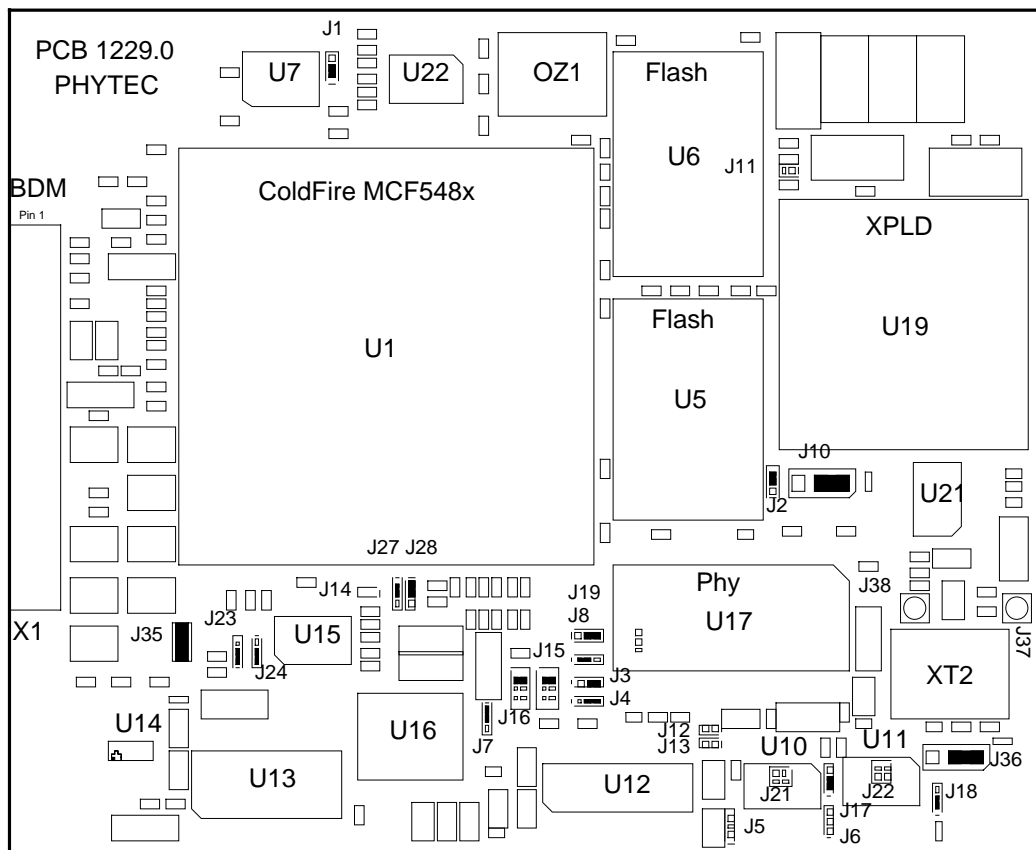 J1
PCB 1229.0
PHYTEC
U7
U22
OZ1
Flash
U6
J11
BDM
Pin 1
ColdFire MCF548x
XPLD
U1
Flash
U19
U5
J10
J2
U21
J27
J28
J14
J19
J8
Phy
U17
J38
J23
X1
J35
U15
J24
J15
J3
J4
J37
XT2
U14
U16
J16
J7
J12
J13
U10
U11
J36
U13
U12
J21
J22
J17
J18
J5
J6